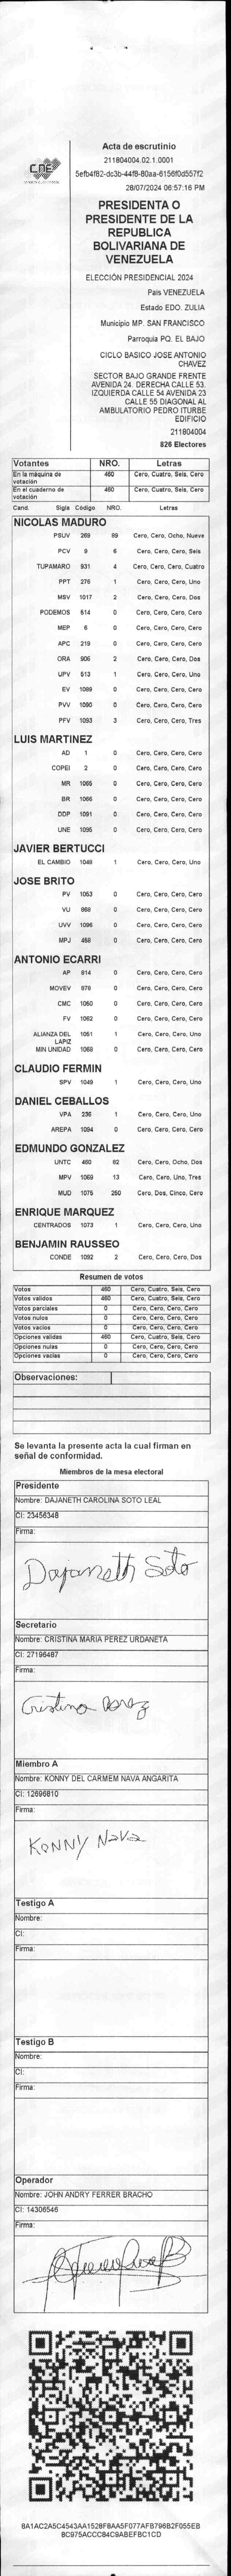 Acta de escrutinio
211804004.02.1.0001
5efb4f82-dc3b-44f8-80aa-6156f0d557f2
28/07/2024 06:57:16 PM
CNE
PRESIDENTA O
PRESIDENTE DE LA
REPUBLICA
BOLIVARIANA DE
VENEZUELA
ELECCIÓN PRESIDENCIAL 2024
País VENEZUELA
Estado EDO. ZULIA
Municipio MP. SAN FRANCISCO
Parroquia PQ. EL BAJO
CICLO BASICO JOSE ANTONIO
CHAVEZ
SECTOR BAJO GRANDE FRENTE
AVENIDA 24. DERECHA CALLE 53.
IZQUIERDA CALLE 54 AVENIDA 23
CALLE 55 DIAGONAL AL
AMBULATORIO PEDRO ITURBE
EDIFICIO
211804004
826 Electores
Votantes NRO. Letras
En la máquina de votación 460 Cero, Cuatro, Seis, Cero
En el cuaderno de votación 460 Cero, Cuatro, Seis, Cero
Cand. Sigla Código NRO. Letras
NICOLAS MADURO
PSUV 269 89 Cero, Cero, Ocho, Nueve
PCV 9 6 Cero, Cero, Cero, Seis
TUPAMARO 931 4 Cero, Cero, Cero, Cuatro
PPT 276 1 Cero, Cero, Cero, Uno
MSV 1017 2 Cero, Cero, Cero, Dos
PODEMOS 514 0 Cero, Cero, Cero, Cero
MEP 6 0 Cero, Cero, Cero, Cero
APC 219 0 Cero, Cero, Cero, Cero
ORA 906 2 Cero, Cero, Cero, Dos
UPV 513 1 Cero, Cero, Cero, Uno
EV 1089 0 Cero, Cero, Cero, Cero
PVV 1090 0 Cero, Cero, Cero, Cero
PFV 1093 3 Cero, Cero, Cero, Tres
LUIS MARTINEZ
AD 1 0 Cero, Cero, Cero, Cero
COPEI 2 0 Cero, Cero, Cero, Cero
MR 1065 0 Cero, Cero, Cero, Cero
BR 1066 0 Cero, Cero, Cero, Cero
DDP 1091 0 Cero, Cero, Cero, Cero
UNE 1095 0 Cero, Cero, Cero, Cero
JAVIER BERTUCCI
EL CAMBIO 1048 1 Cero, Cero, Cero, Uno
JOSE BRITO
PV 1053 0 Cero, Cero, Cero, Cero
VU 868 0 Cero, Cero, Cero, Cero
UVV 1096 0 Cero, Cero, Cero, Cero
MPJ 458 0 Cero, Cero, Cero, Cero
ANTONIO ECARRI
AP 814 0 Cero, Cero, Cero, Cero
MOVEV 978 0 Cero, Cero, Cero, Cero
CMC 1050 0 Cero, Cero, Cero, Cero
FV 1062 0 Cero, Cero, Cero, Cero
ALIANZA DEL LAPIZ 1051 1 Cero, Cero, Cero, Uno
MIN UNIDAD 1068 0 Cero, Cero, Cero, Cero
CLAUDIO FERMIN
SPV 1049 1 Cero, Cero, Cero, Uno
DANIEL CEBALLOS
VPA 236 1 Cero, Cero, Cero, Uno
AREPA 1094 0 Cero, Cero, Cero, Cero
EDMUNDO GONZALEZ
UNTC 460 82 Cero, Cero, Ocho, Dos
MPV 1069 13 Cero, Cero, Uno, Tres
MUD 1075 250 Cero, Dos, Cinco, Cero
ENRIQUE MARQUEZ
CENTRADOS 1073 1 Cero, Cero, Cero, Uno
BENJAMIN RAUSSEO
CONDE 1092 2 Cero, Cero, Cero, Dos
Resumen de votos
Votos 460 Cero, Cuatro, Seis, Cero
Votos validos 460 Cero, Cuatro, Seis, Cero
Votos parciales 0 Cero, Cero, Cero, Cero
Votos nulos 0 Cero, Cero, Cero, Cero
Votos vacíos 0 Cero, Cero, Cero, Cero
Opciones validas 460 Cero, Cuatro, Seis, Cero
Opciones nulas 0 Cero, Cero, Cero, Cero
Opciones vacias 0 Cero, Cero, Cero, Cero
Observaciones:
Se levanta la presente acta la cual firman en
señal de conformidad.
Miembros de la mesa electoral
Presidente
Nombre: DAJANETH CAROLINA SOTO LEAL
CI: 23456348
Firma:
Dajaneth Soto
Secretario
Nombre: CRISTINA MARIA PEREZ URDANETA
CI: 27196487
Firma:
Cristina Perez
Miembro A
Nombre: KONNY DEL CARMEM NAVA ANGARITA
CI: 12696810
Firma:
KONNY Nava
Testigo A
Nombre:
CI:
Firma:
Testigo B
Nombre:
CI:
Firma:
Operador
Nombre: JOHN ANDRY FERRER BRACHO
CI: 14306546
Firma:
8A1AC2A5C4543AA1528F8AA5F077AFB796B2F055EB
BC975ACCC84C9ABEFBC1CD